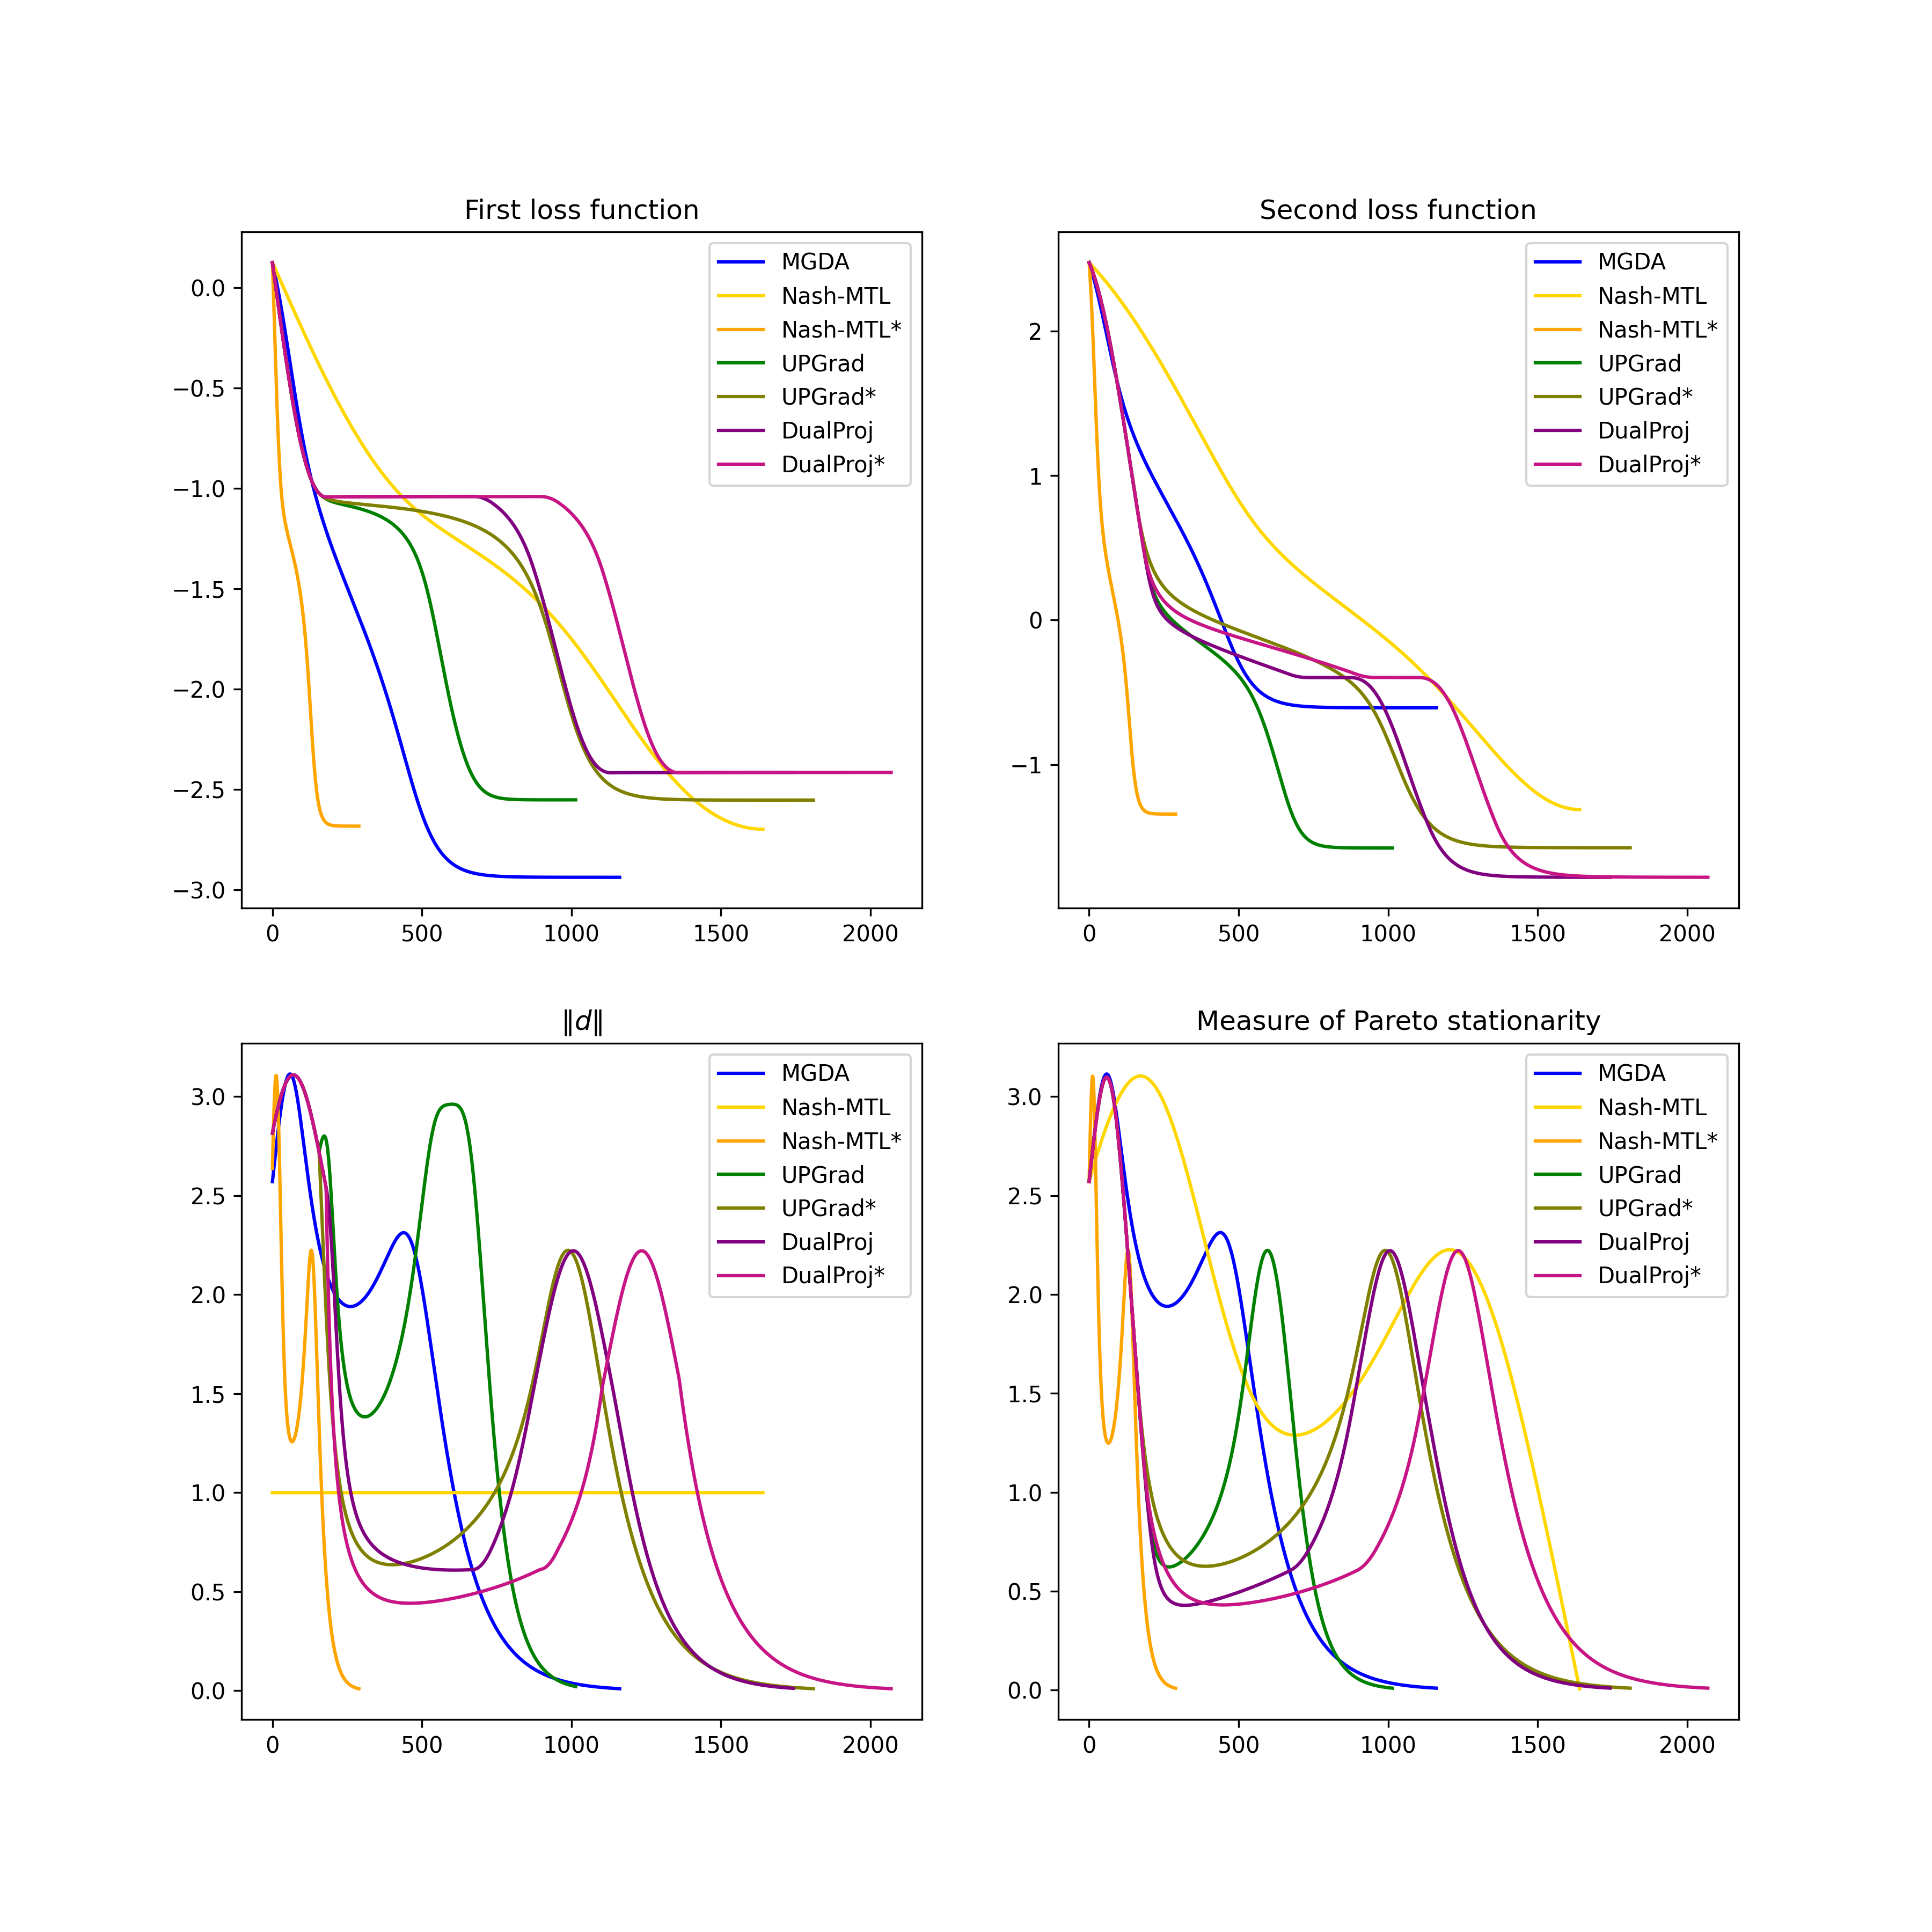 First loss function
0.0
−0.5
−1.0
−1.5
−2.0
−2.5
−3.0
0
500
1000
1500
2000
MGDA
Nash-MTL
Nash-MTL*
UPGrad
UPGrad*
DualProj
DualProj*
Second loss function
2
1
0
−1
0
500
1000
1500
2000
MGDA
Nash-MTL
Nash-MTL*
UPGrad
UPGrad*
DualProj
DualProj*
‖d‖
3.0
2.5
2.0
1.5
1.0
0.5
0.0
0
500
1000
1500
2000
MGDA
Nash-MTL
Nash-MTL*
UPGrad
UPGrad*
DualProj
DualProj*
Measure of Pareto stationarity
3.0
2.5
2.0
1.5
1.0
0.5
0.0
0
500
1000
1500
2000
MGDA
Nash-MTL
Nash-MTL*
UPGrad
UPGrad*
DualProj
DualProj*